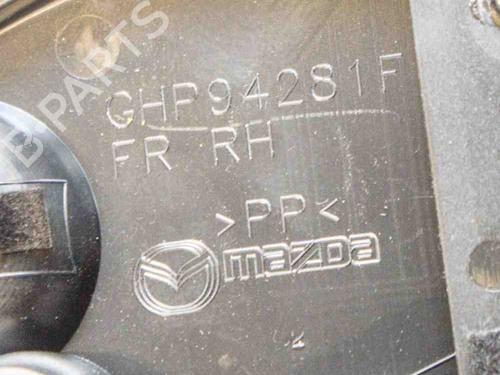 B PARTS
GHP94281F
FR RH
>PP<
mazda